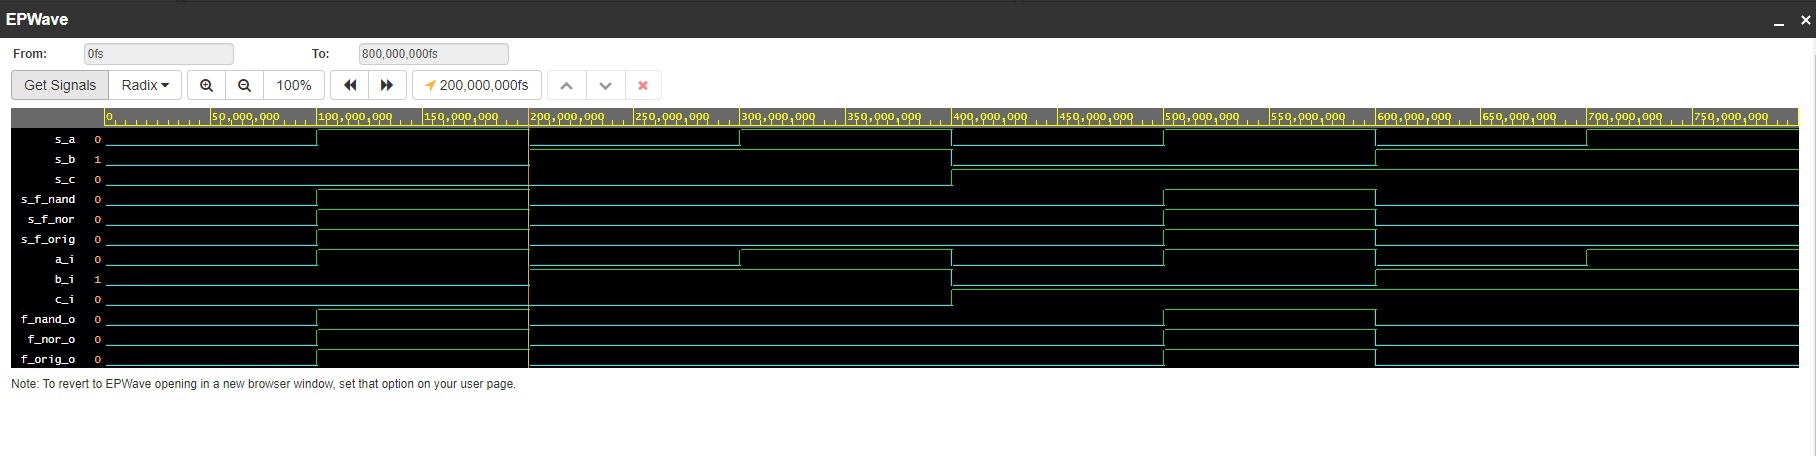 EPWave
From: 0fs To: 800,000,000fs
Get Signals Radix 100% 200,000,000fs
0 50,000,000 100,000,000 150,000,000 200,000,000 250,000,000 300,000,000 350,000,000 400,000,000 450,000,000 500,000,000 550,000,000 600,000,000 650,000,000 700,000,000 750,000,000
s_a 0
s_b 1
s_c 0
s_f_nand 0
s_f_nor 0
s_f_orig 0
a_i 0
b_i 1
c_i 0
f_nand_o 0
f_nor_o 0
f_orig_o 0
Note: To revert to EPWave opening in a new browser window, set that option on your user page.